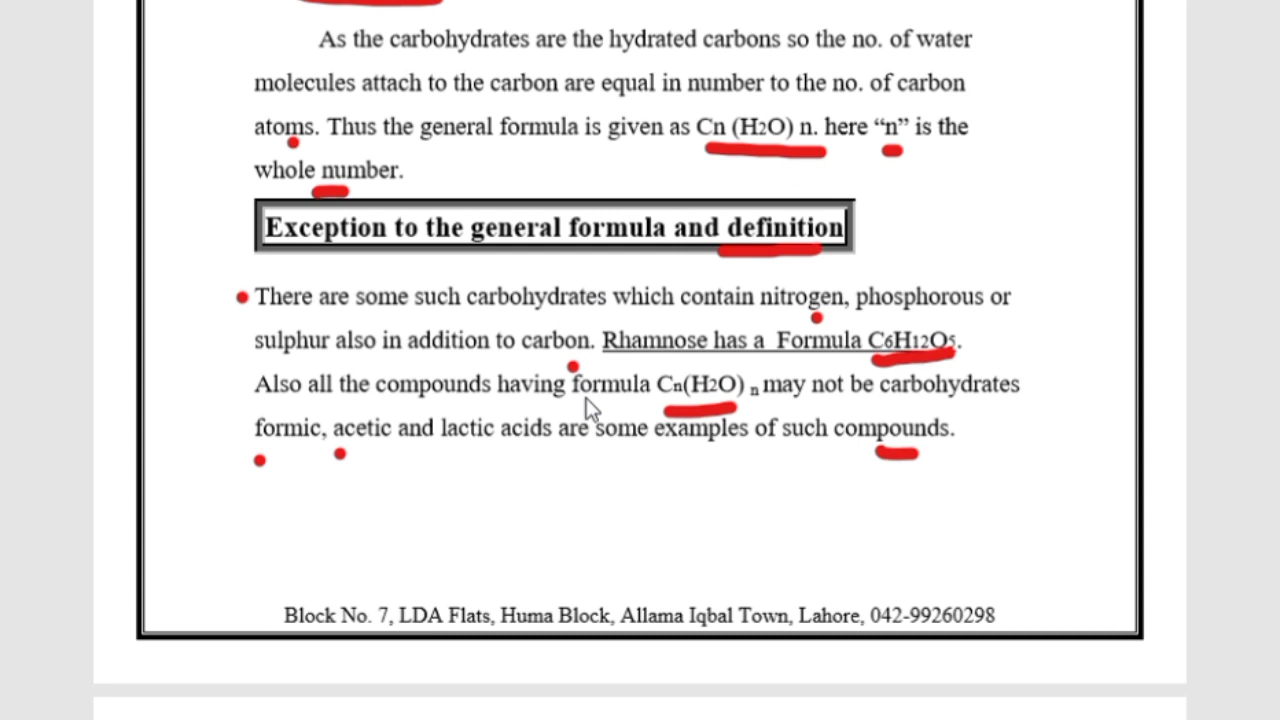 As the carbohydrates are the hydrated carbons so the no. of water
molecules attach to the carbon are equal in number to the no. of carbon
atoms. Thus the general formula is given as Cn (H2O) n. here “n” is the
whole number.
Exception to the general formula and definition
There are some such carbohydrates which contain nitrogen, phosphorous or
sulphur also in addition to carbon. Rhamnose has a Formula C6H12O5.
Also all the compounds having formula Cn(H2O) n may not be carbohydrates
formic, acetic and lactic acids are some examples of such compounds.
Block No. 7, LDA Flats, Huma Block, Allama Iqbal Town, Lahore, 042-99260298